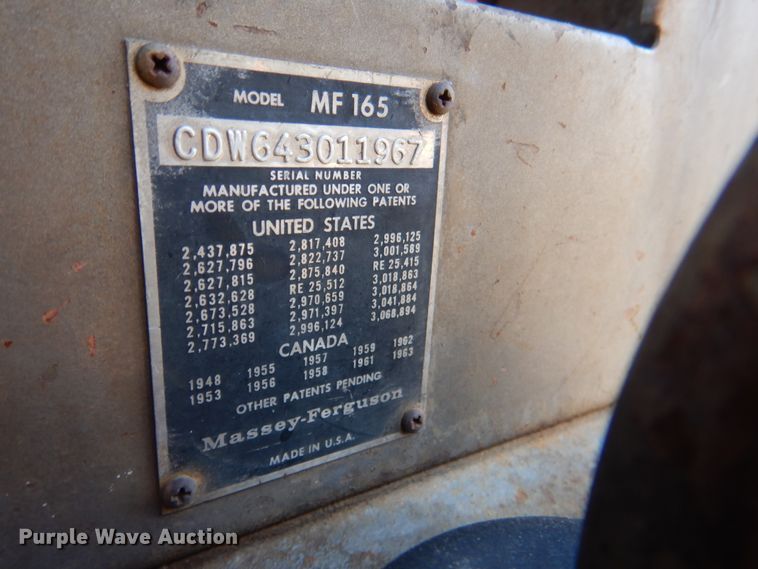 MODEL MF 165
CDW643011967
SERIAL NUMBER
MANUFACTURED UNDER ONE OR
MORE OF THE FOLLOWING PATENTS
UNITED STATES
2,437,875 2,817,408 2,996,125
2,627,796 2,822,737 3,001,589
2,627,815 2,875,840 RE 25,415
2,632,628 RE 25,512 3,018,863
2,673,528 2,970,659 3,018,864
2,715,863 2,971,397 3,041,884
2,773,369 2,996,124 3,068,894
CANADA
1948 1955 1957 1959 1962
1953 1956 1958 1961 1963
OTHER PATENTS PENDING
Massey-Ferguson
MADE IN U.S.A.
Purple Wave Auction